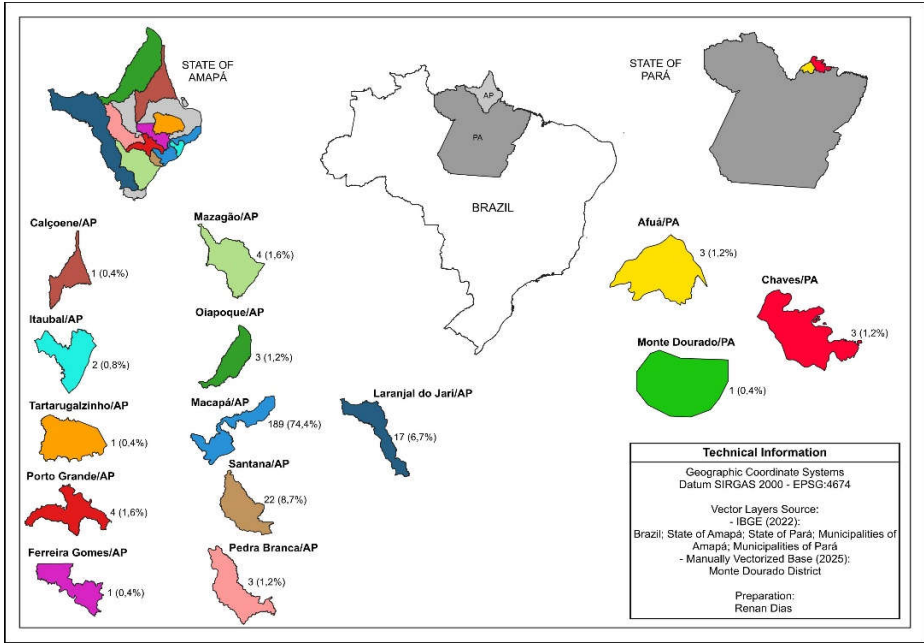 STATE OF
AMAPÁ
AP
PA
BRAZIL
STATE OF
PARÁ
Calçoene/AP
1 (0,4%)
Mazagão/AP
4 (1,6%)
Itaubal/AP
2 (0,8%)
Oiapoque/AP
3 (1,2%)
Tartarugalzinho/AP
1 (0,4%)
Macapá/AP
189 (74,4%)
Laranjal do Jari/AP
17 (6,7%)
Porto Grande/AP
4 (1,6%)
Santana/AP
22 (8,7%)
Ferreira Gomes/AP
1 (0,4%)
Pedra Branca/AP
3 (1,2%)
Afuá/PA
3 (1,2%)
Chaves/PA
3 (1,2%)
Monte Dourado/PA
1 (0,4%)
Technical Information
Geographic Coordinate Systems
Datum SIRGAS 2000 - EPSG:4674
Vector Layers Source:
- IBGE (2022):
Brazil; State of Amapá; State of Pará; Municipalities of
Amapá; Municipalities of Pará
- Manually Vectorized Base (2025):
Monte Dourado District
Preparation:
Renan Dias